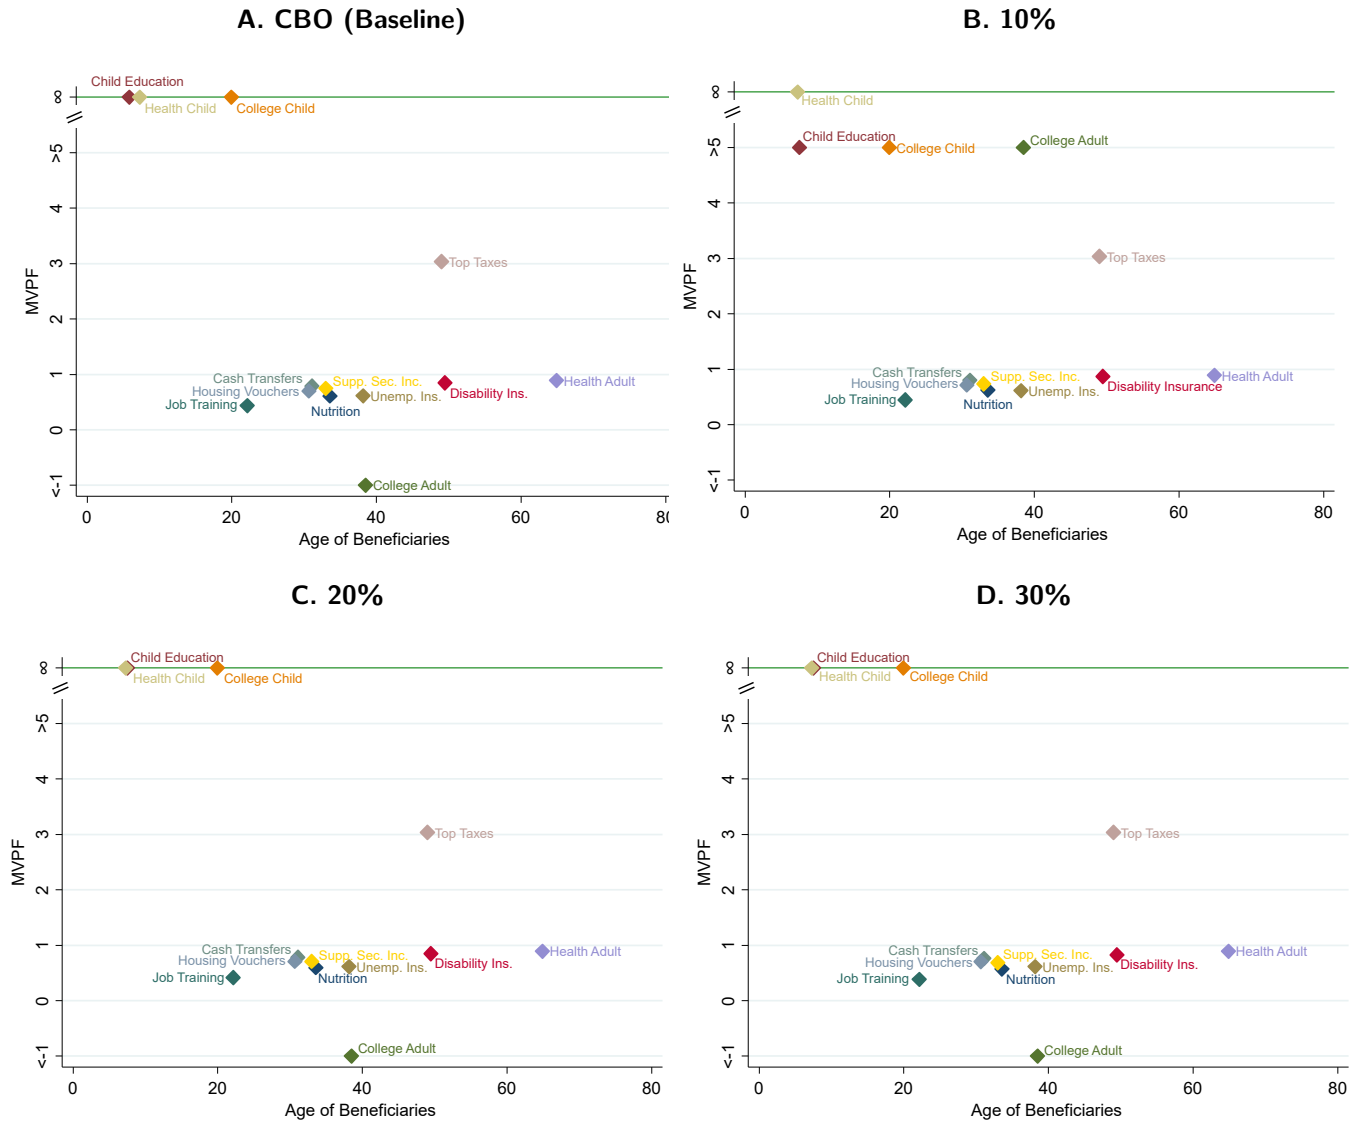 A. CBO (Baseline)
∞
>5
4
3
2
1
0
<-1
MVPF
Child Education
Health Child
College Child
Top Taxes
Cash Transfers
Supp. Sec. Inc.
Housing Vouchers
Unemp. Ins.
Disability Ins.
Health Adult
Job Training
Nutrition
College Adult
0 20 40 60 80
Age of Beneficiaries
B. 10%
∞
>5
4
3
2
1
0
<-1
MVPF
Health Child
Child Education
College Child
College Adult
Top Taxes
Cash Transfers
Supp. Sec. Inc.
Housing Vouchers
Unemp. Ins.
Disability Insurance
Health Adult
Job Training
Nutrition
0 20 40 60 80
Age of Beneficiaries
C. 20%
∞
>5
4
3
2
1
0
<-1
MVPF
Child Education
Health Child
College Child
Top Taxes
Cash Transfers
Supp. Sec. Inc.
Housing Vouchers
Unemp. Ins.
Disability Ins.
Health Adult
Job Training
Nutrition
College Adult
0 20 40 60 80
Age of Beneficiaries
D. 30%
∞
>5
4
3
2
1
0
<-1
MVPF
Child Education
Health Child
College Child
Top Taxes
Cash Transfers
Supp. Sec. Inc.
Housing Vouchers
Unemp. Ins.
Disability Ins.
Health Adult
Job Training
Nutrition
College Adult
0 20 40 60 80
Age of Beneficiaries